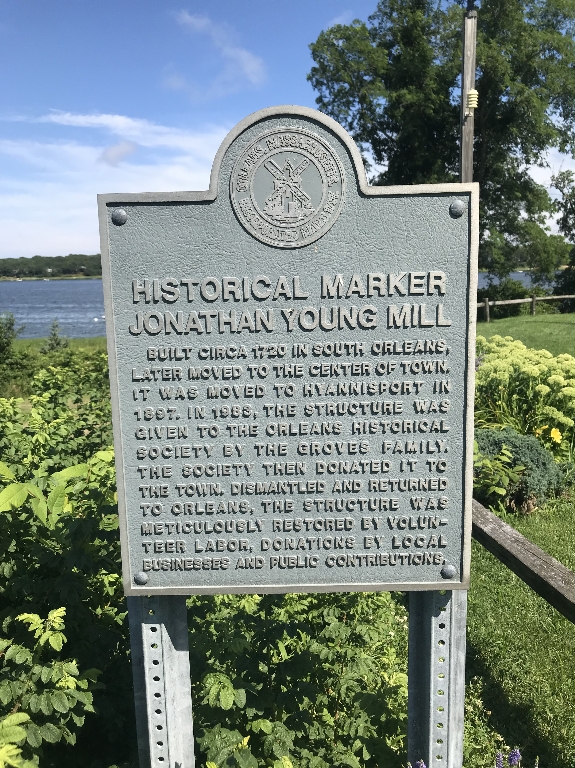 HISTORICAL MARKER
JONATHAN YOUNG MILL
BUILT CIRCA 1720 IN SOUTH ORLEANS,
LATER MOVED TO THE CENTER OF TOWN.
IT WAS MOVED TO HYANNISPORT IN
1897. IN 1983, THE STRUCTURE WAS
GIVEN TO THE ORLEANS HISTORICAL
SOCIETY BY THE GROVES FAMILY.
THE SOCIETY THEN DONATED IT TO
THE TOWN. DISMANTLED AND RETURNED
TO ORLEANS, THE STRUCTURE WAS
METICULOUSLY RESTORED BY VOLUN-
TEER LABOR, DONATIONS BY LOCAL
BUSINESSES AND PUBLIC CONTRIBUTIONS.